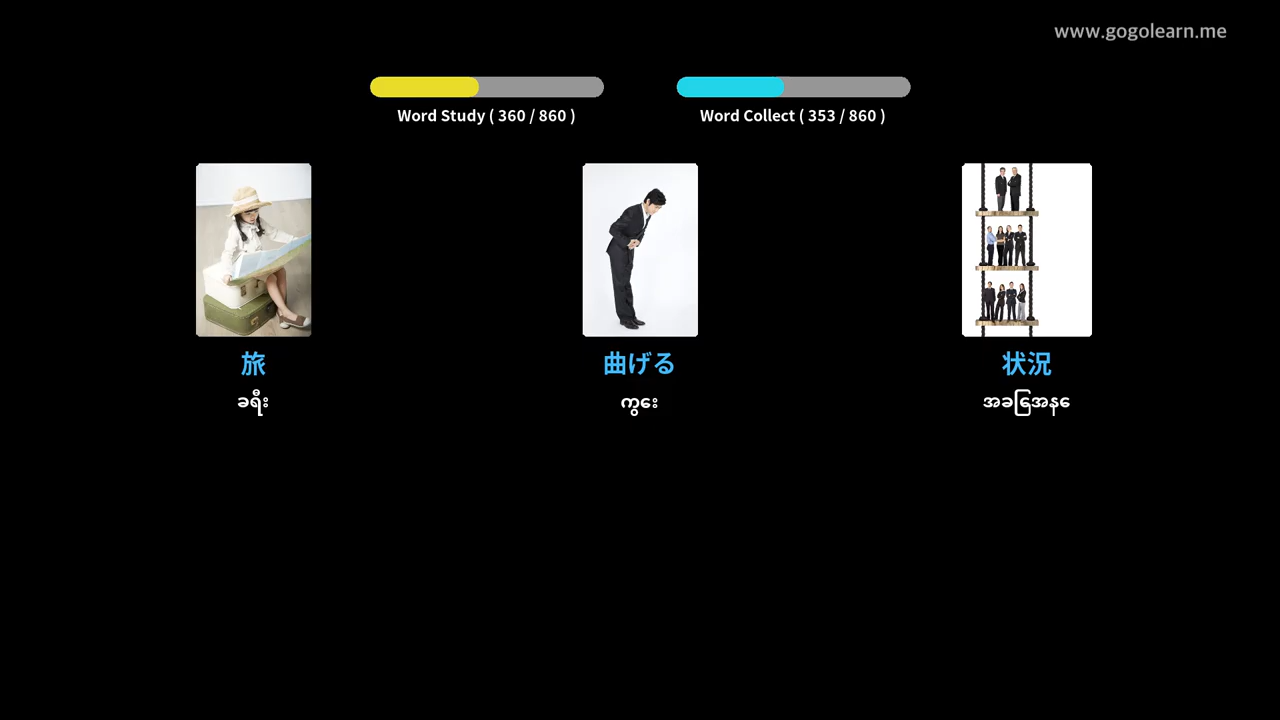 www.gogolearn.me
Word Study ( 360 / 860 )
Word Collect ( 353 / 860 )
旅
曲げる
状況
ခရီး
ကွေး
အခြေအနေ